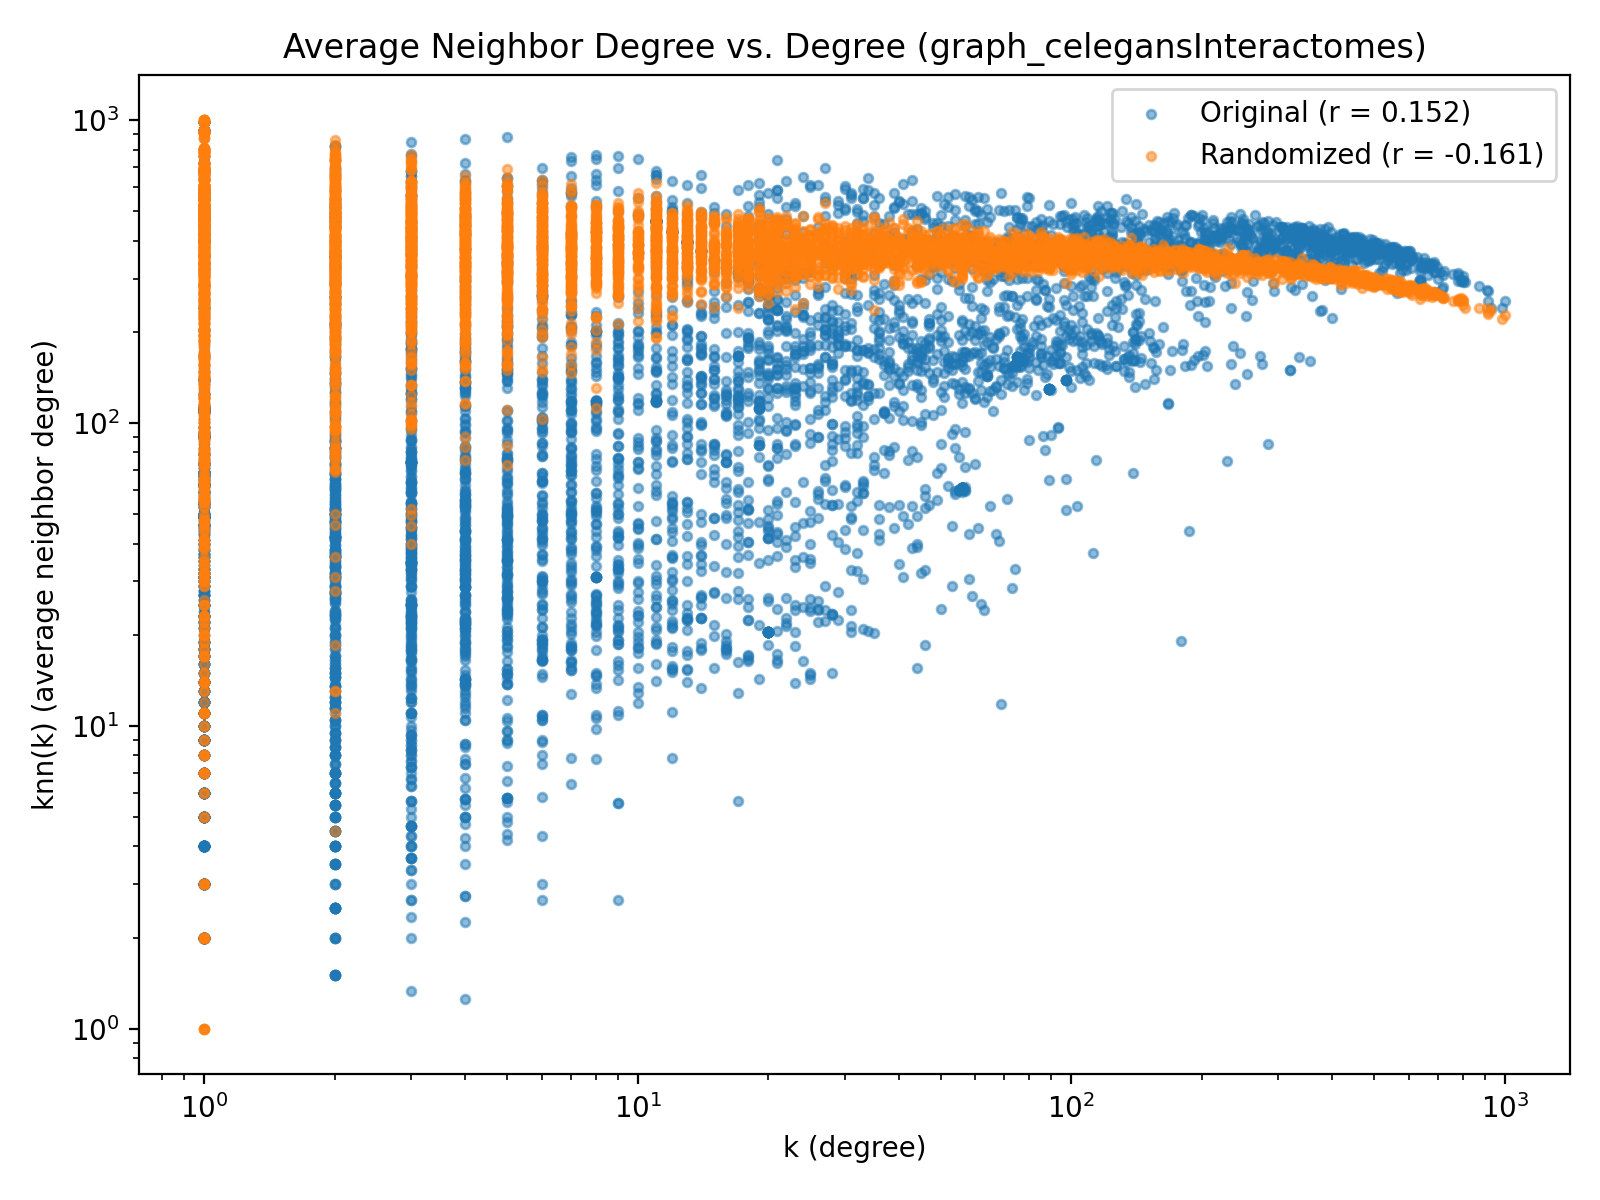 Average Neighbor Degree vs. Degree (graph_celegansInteractomes)
Original (r = 0.152)
Randomized (r = -0.161)
knn(k) (average neighbor degree)
10³
10²
10¹
10⁰
10⁰ 10¹ 10² 10³
k (degree)